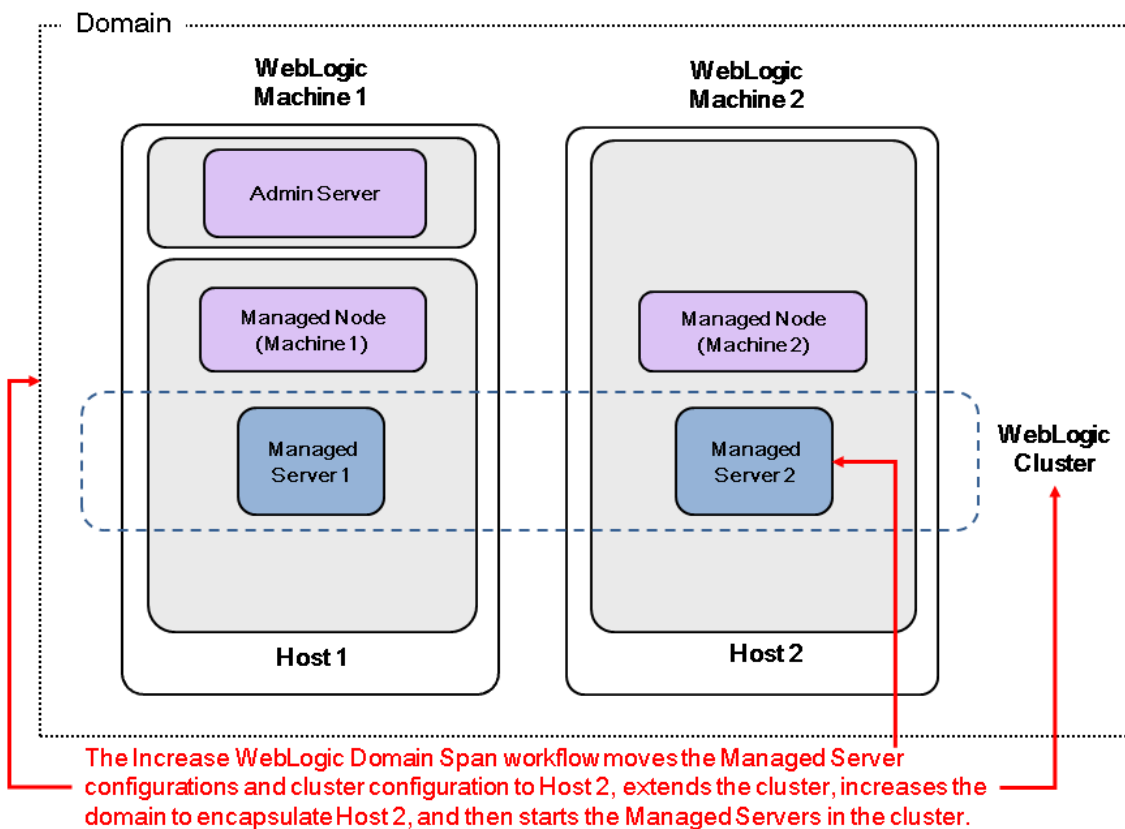 Domain
WebLogic
Machine 1
WebLogic
Machine 2
Admin Server
Managed Node
(Machine 1)
Managed Node
(Machine 2)
Managed
Server 1
Managed
Server 2
WebLogic
Cluster
Host 1
Host 2
The Increase WebLogic Domain Span workflow moves the Managed Server
configurations and cluster configuration to Host 2, extends the cluster, increases the
domain to encapsulate Host 2, and then starts the Managed Servers in the cluster.